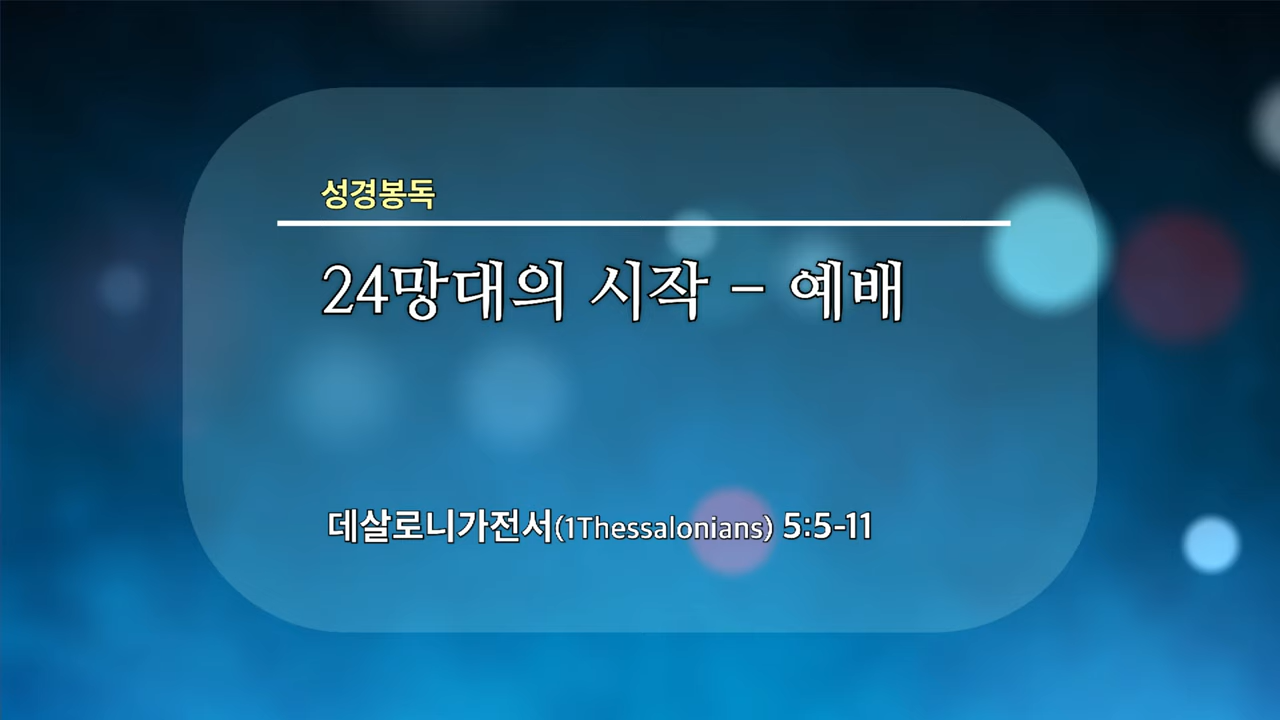 성경봉독
24망대의 시작 - 예배
데살로니가전서(1Thessalonians) 5:5-11